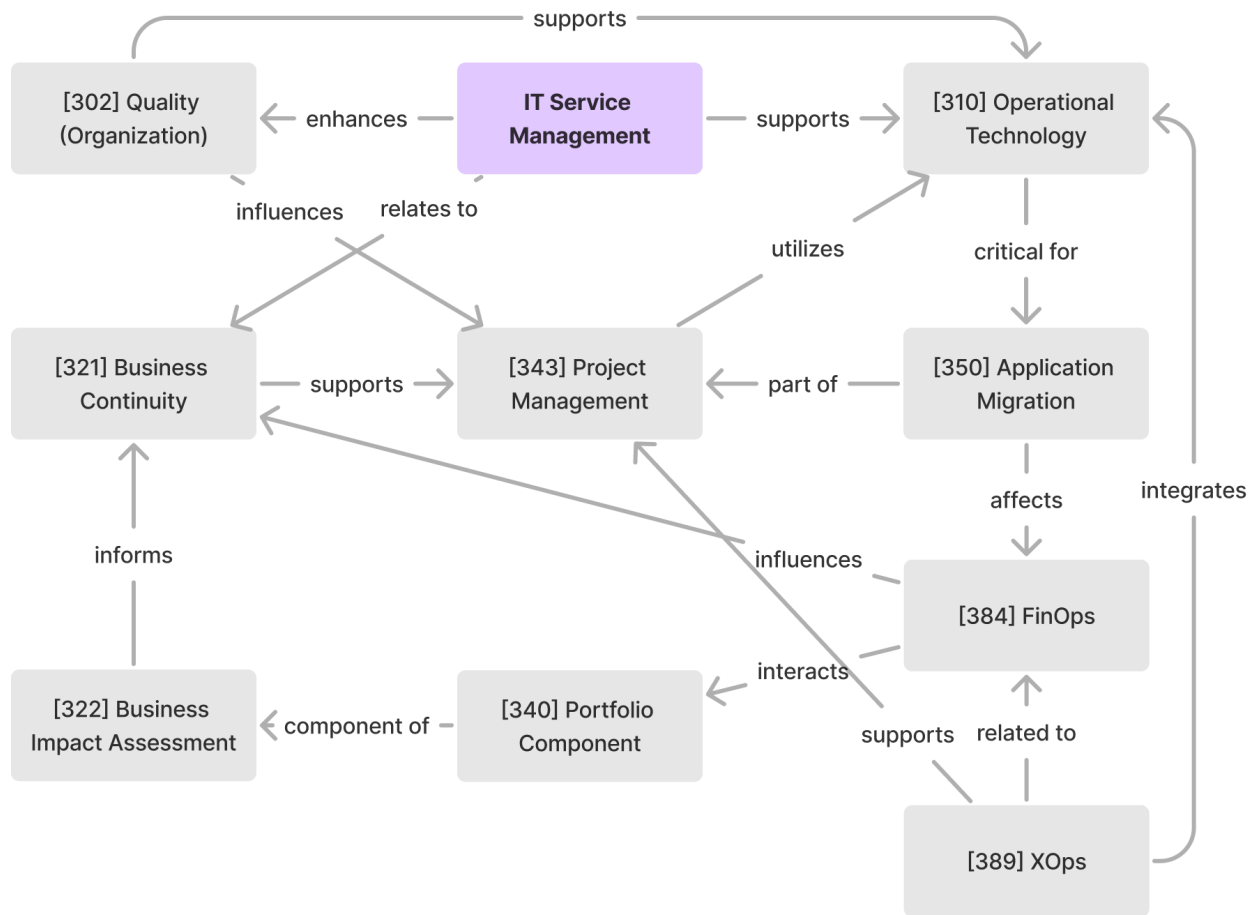 supports
[302] Quality
(Organization)
enhances
IT Service
Management
supports
[310] Operational
Technology
influences
relates to
utilizes
critical for
[321] Business
Continuity
supports
[343] Project
Management
part of
[350] Application
Migration
integrates
affects
informs
influences
[384] FinOps
interacts
[322] Business
Impact Assessment
component of
[340] Portfolio
Component
supports
related to
[389] XOps